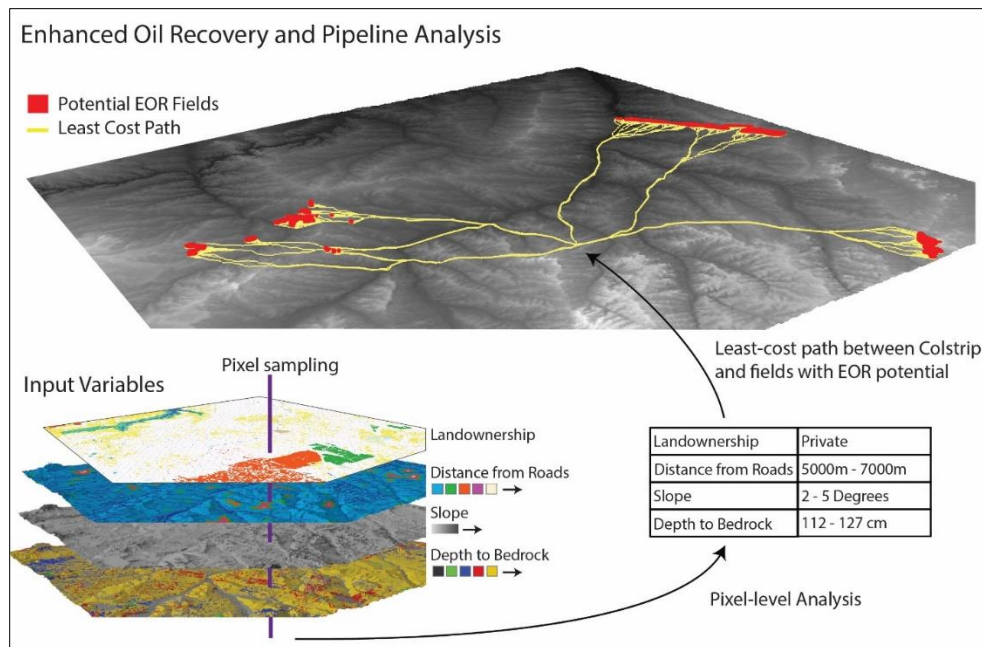 Enhanced Oil Recovery and Pipeline Analysis
Potential EOR Fields
Least Cost Path
Least-cost path between Colstrip
and fields with EOR potential
Input Variables
Pixel sampling
Landownership
Distance from Roads
Slope
Depth to Bedrock
Landownership Private
Distance from Roads 5000m - 7000m
Slope 2 - 5 Degrees
Depth to Bedrock 112 - 127 cm
Pixel-level Analysis